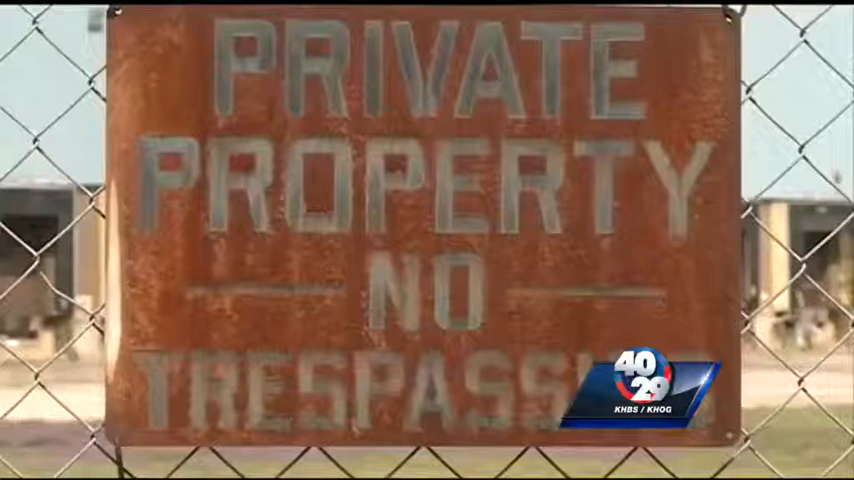 PRIVATE
PROPERTY
NO
TRESPASS
40
29
KHBS / KHOG